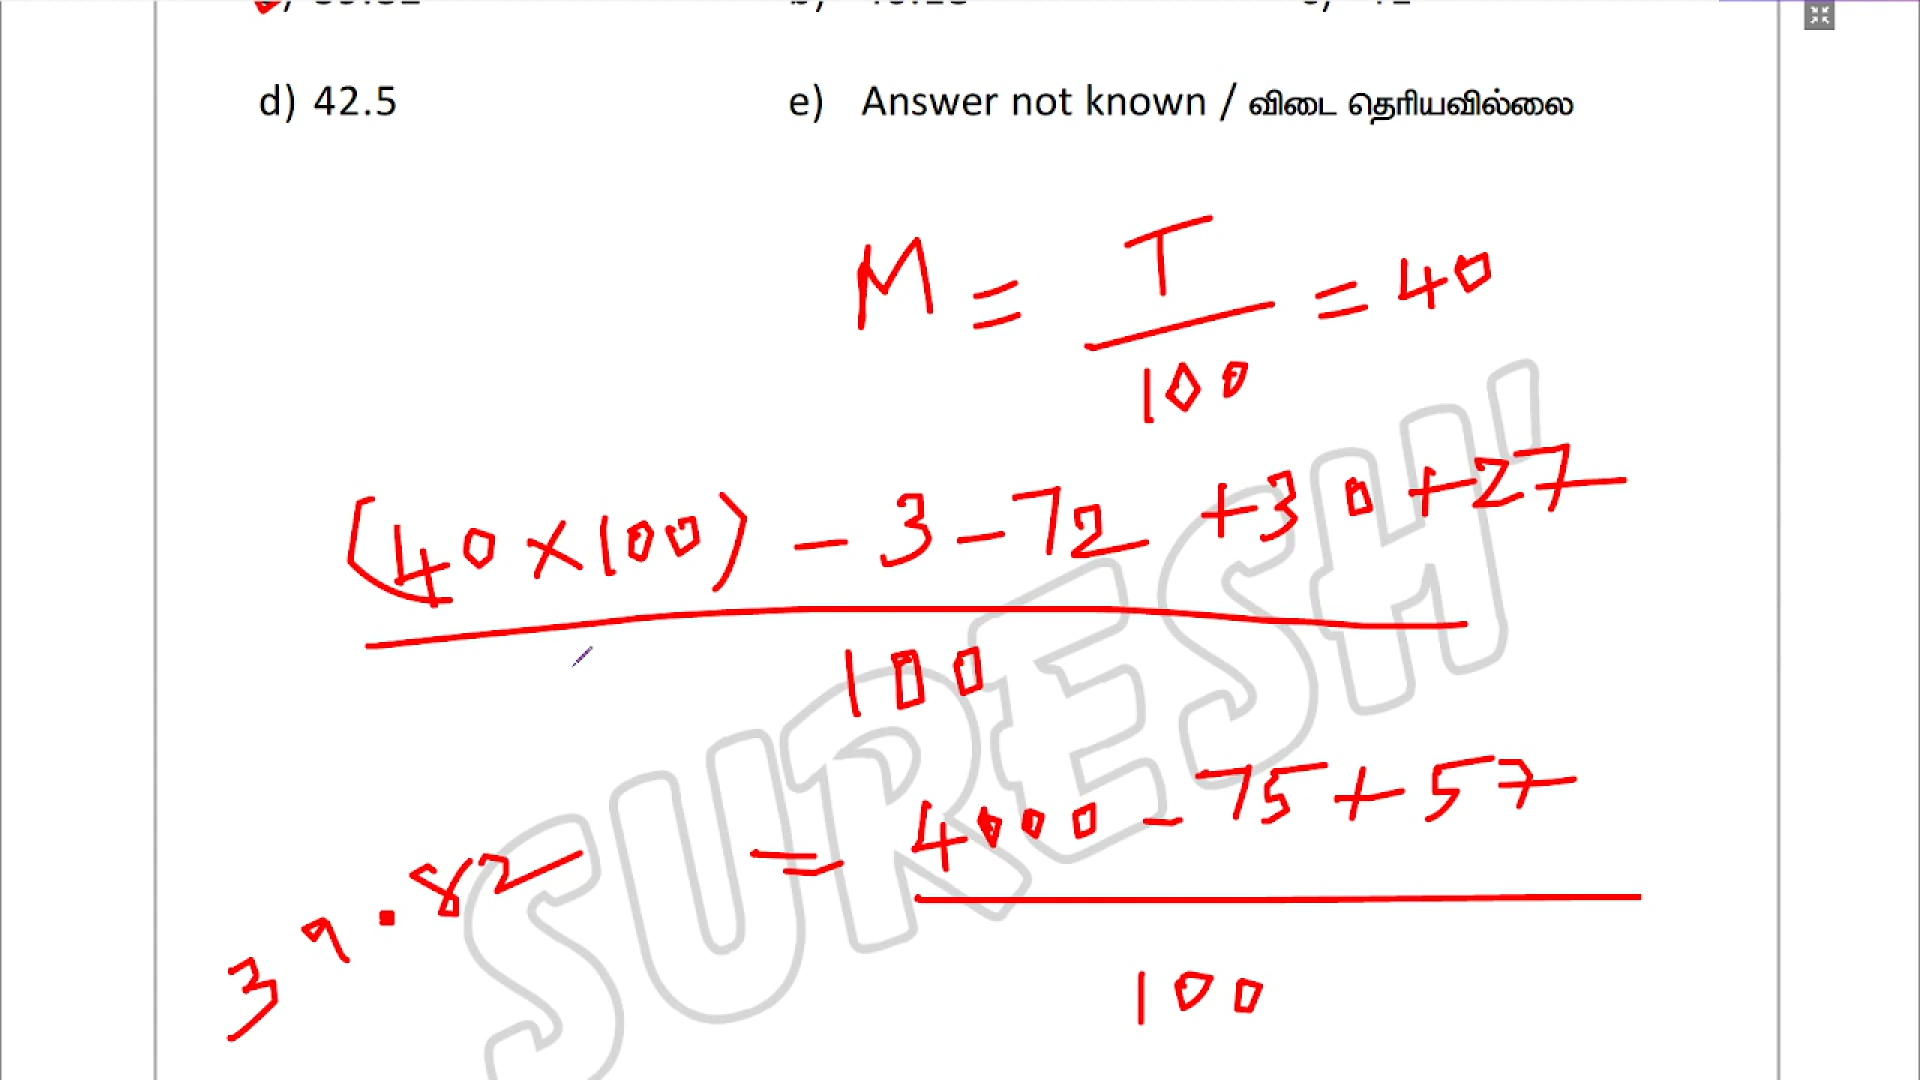 d) 42.5 e) Answer not known / விடை தெரியவில்லை
M = T/100 = 40
(40 × 100) - 3 - 72 + 30 + 27
100
= 4000 - 75 + 57
39.82
100
SURESH'